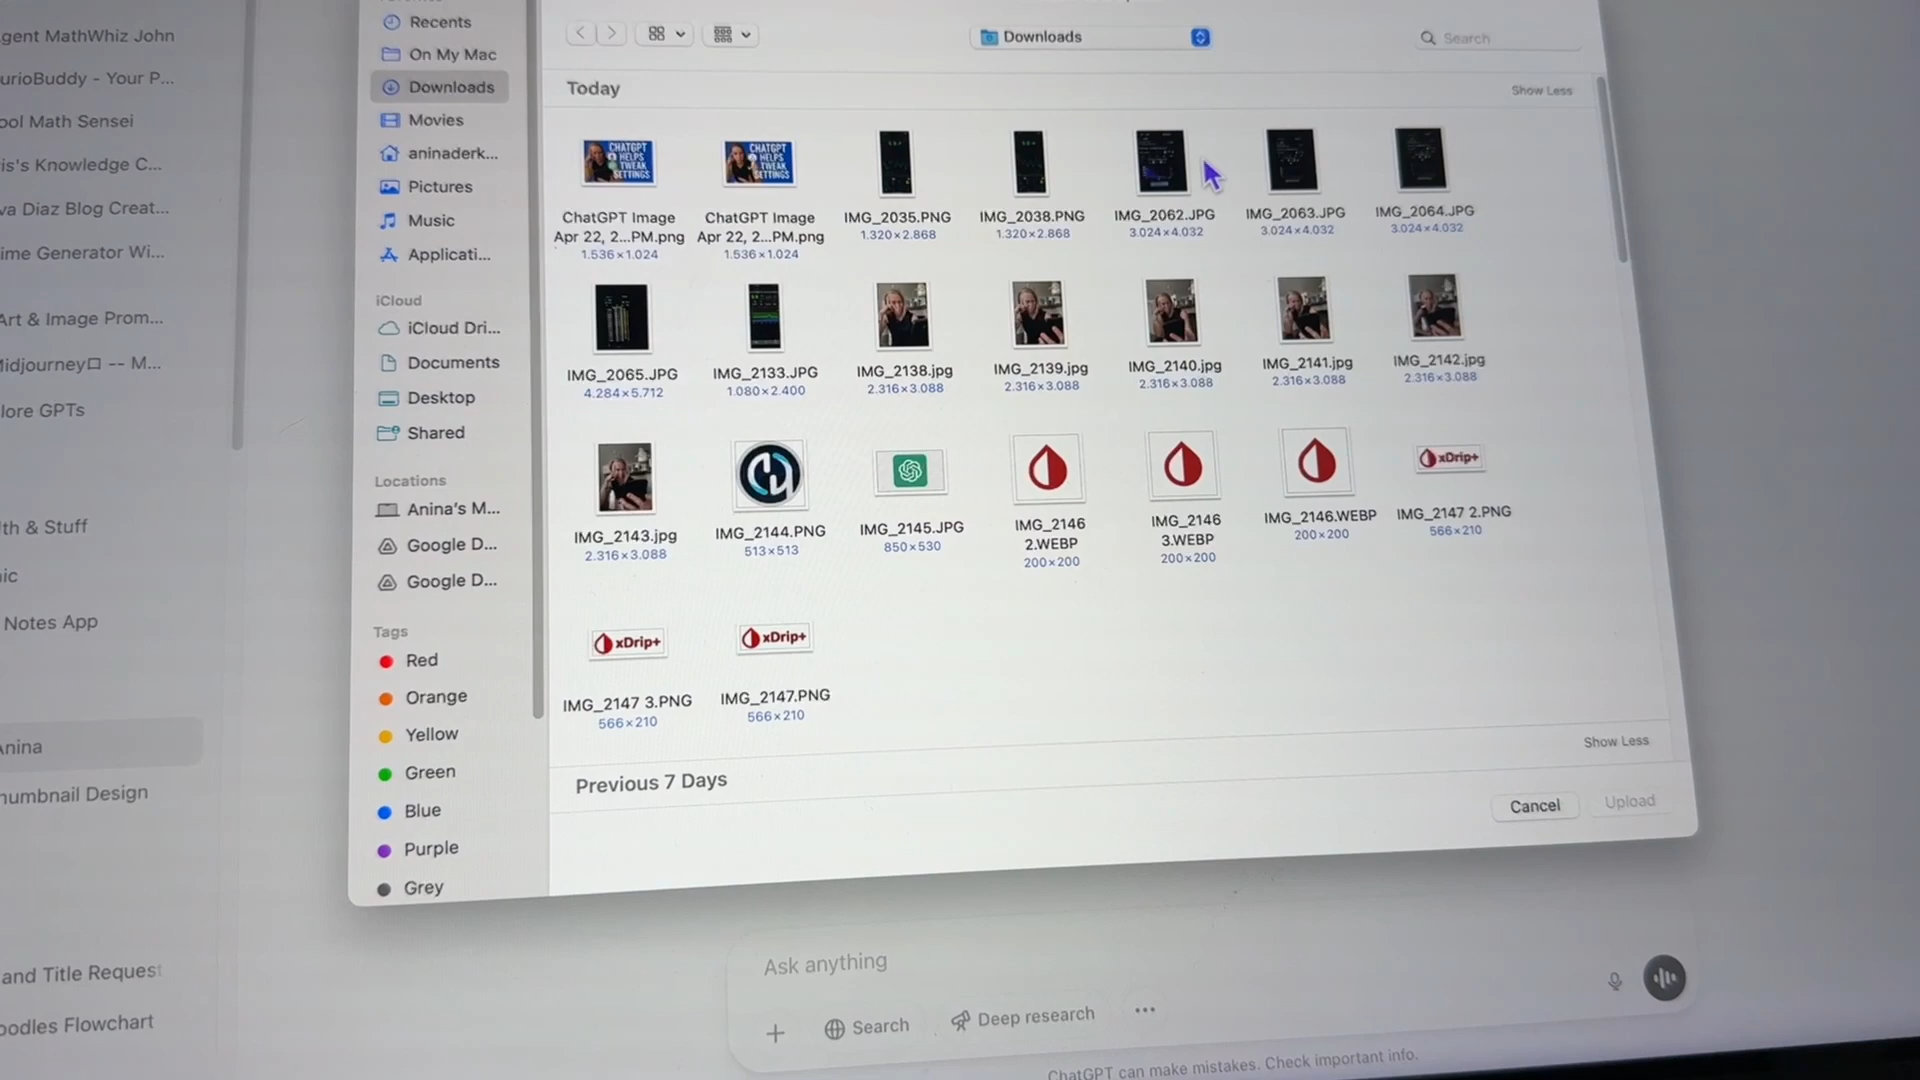 gent MathWhiz John
urioBuddy - Your P...
ool Math Sensei
is's Knowledge C...
va Diaz Blog Creat...
ime Generator Wi...
Art & Image Prom...
idjourney -- M...
lore GPTs
th & Stuff
ic
Notes App
Anina
humbnail Design
and Title Request
oodles Flowchart
Recents
On My Mac
Downloads
Movies
aninaderk...
Pictures
Music
Applicati...
iCloud
iCloud Dri...
Documents
Desktop
Shared
Locations
Anina's M...
Google D...
Google D...
Tags
Red
Orange
Yellow
Green
Blue
Purple
Grey
Downloads
Search
Today
Show Less
CHATGPT HELPS TWEAK SETTINGS
CHATGPT HELPS TWEAK SETTINGS
ChatGPT Image Apr 22, 2...PM.png
1.536×1.024
ChatGPT Image Apr 22, 2...PM.png
1.536×1.024
IMG_2035.PNG
1.320×2.868
IMG_2038.PNG
1.320×2.868
IMG_2062.JPG
3.024×4.032
IMG_2063.JPG
3.024×4.032
IMG_2064.JPG
3.024×4.032
IMG_2065.JPG
4.284×5.712
IMG_2133.JPG
1.080×2.400
IMG_2138.jpg
2.316×3.088
IMG_2139.jpg
2.316×3.088
IMG_2140.jpg
2.316×3.088
IMG_2141.jpg
2.316×3.088
IMG_2142.jpg
2.316×3.088
IMG_2143.jpg
2.316×3.088
IMG_2144.PNG
513×513
IMG_2145.JPG
850×530
IMG_2146 2.WEBP
200×200
IMG_2146 3.WEBP
200×200
IMG_2146.WEBP
200×200
xDrip+
IMG_2147 2.PNG
566×210
xDrip+
IMG_2147 3.PNG
566×210
xDrip+
IMG_2147.PNG
566×210
Show Less
Previous 7 Days
Cancel
Upload
Ask anything
Search
Deep research
ChatGPT can make mistakes. Check important info.